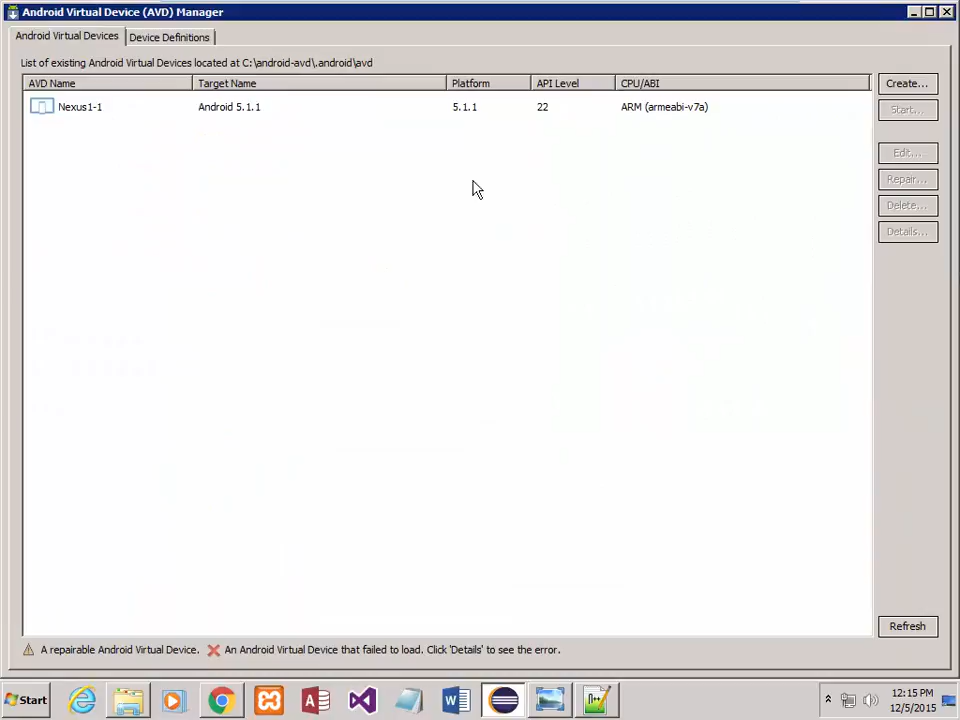 Android Virtual Device (AVD) Manager
Android Virtual Devices
Device Definitions
List of existing Android Virtual Devices located at C:\android-avd\.android\avd
AVD Name Target Name Platform API Level CPU/ABI
Nexus1-1 Android 5.1.1 5.1.1 22 ARM (armeabi-v7a)
Create...
Start...
Edit...
Repair...
Delete...
Details...
Refresh
A repairable Android Virtual Device. An Android Virtual Device that failed to load. Click 'Details' to see the error.
Start
12:15 PM
12/5/2015